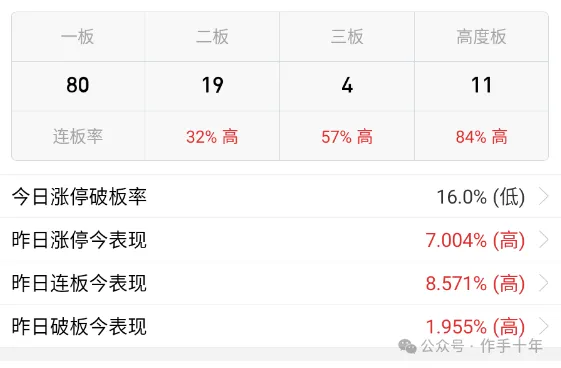 一板 二板 三板 高度板
80 19 4 11
连板率 32% 高 57% 高 84% 高
今日涨停破板率 16.0% (低)
昨日涨停今表现 7.004% (高)
昨日连板今表现 8.571% (高)
昨日破板今表现 1.955% (高)
公众号 · 作手十年